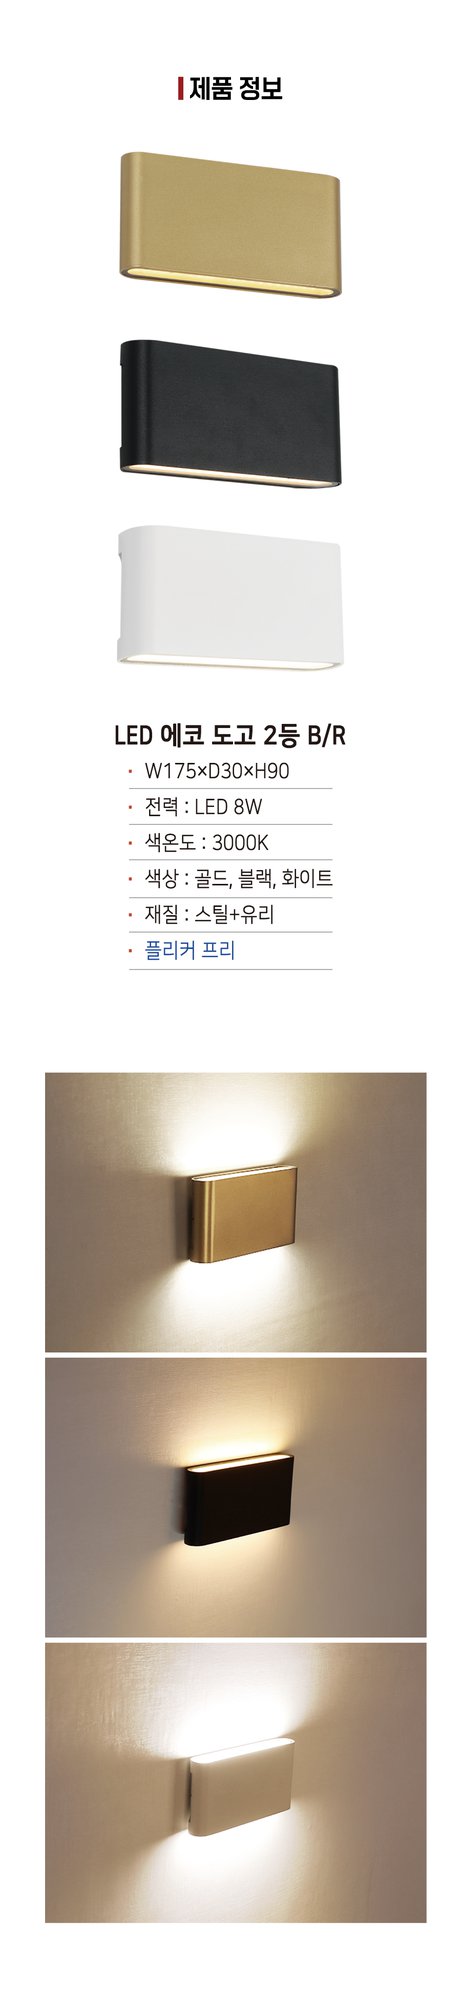 제품 정보
LED 에코 도고 2등 B/R
· W175×D30×H90
· 전력 : LED 8W
· 색온도 : 3000K
· 색상 : 골드, 블랙, 화이트
· 재질 : 스틸+유리
· 플리커 프리